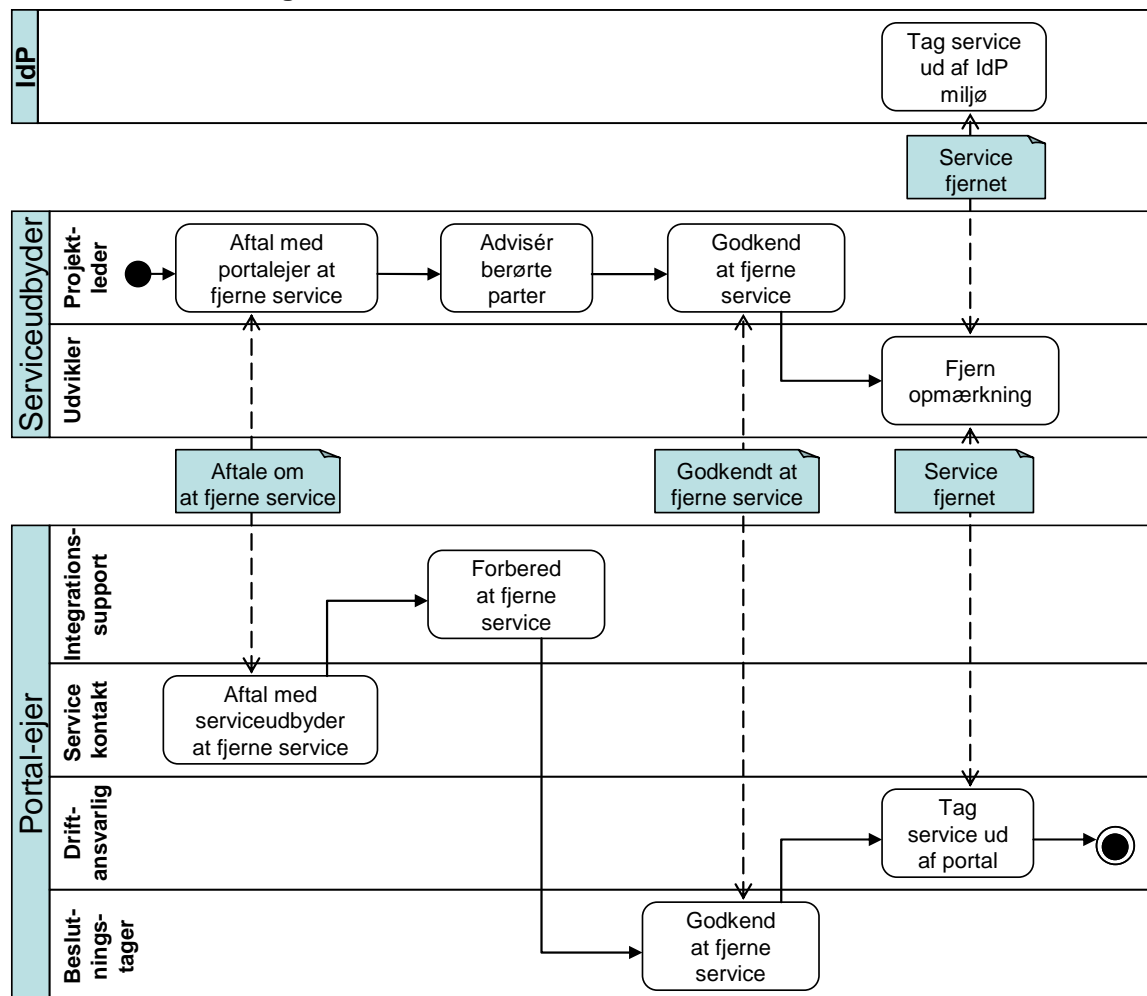 IdP
Tag service
ud af IdP
miljø
Service
fjernet
Serviceudbyder
Projekt-
leder
Aftal med
portalejer at
fjerne service
Advisér
berørte
parter
Godkend
at fjerne
service
Udvikler
Fjern
opmærkning
Aftale om
at fjerne service
Godkendt at
fjerne service
Service
fjernet
Portal-ejer
Integrations-
support
Forbered
at fjerne
service
Service
kontakt
Aftal med
serviceudbyder
at fjerne service
Drift-
ansvarlig
Tag
service ud
af portal
Beslut-
nings-
tager
Godkend
at fjerne
service